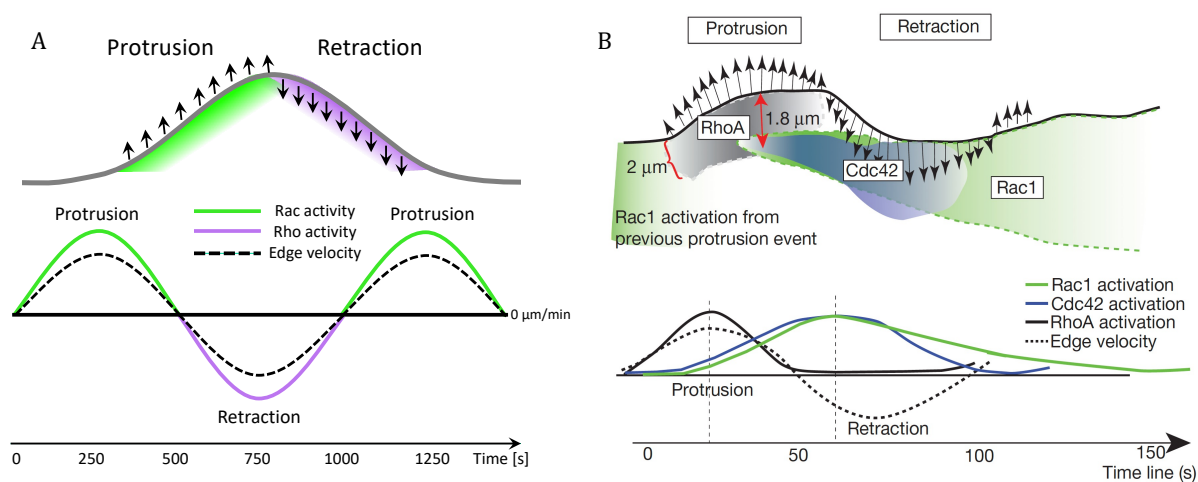 A
Protrusion
Retraction
Protrusion
Protrusion
Rac activity
Rho activity
Edge velocity
0 μm/min
Retraction
0 250 500 750 1000 1250 Time [s]
B
Protrusion
Retraction
RhoA
1.8 μm
2 μm
Cdc42
Rac1
Rac1 activation from
previous protrusion event
Rac1 activation
Cdc42 activation
RhoA activation
Edge velocity
Protrusion
Retraction
0 50 100 150
Time line (s)